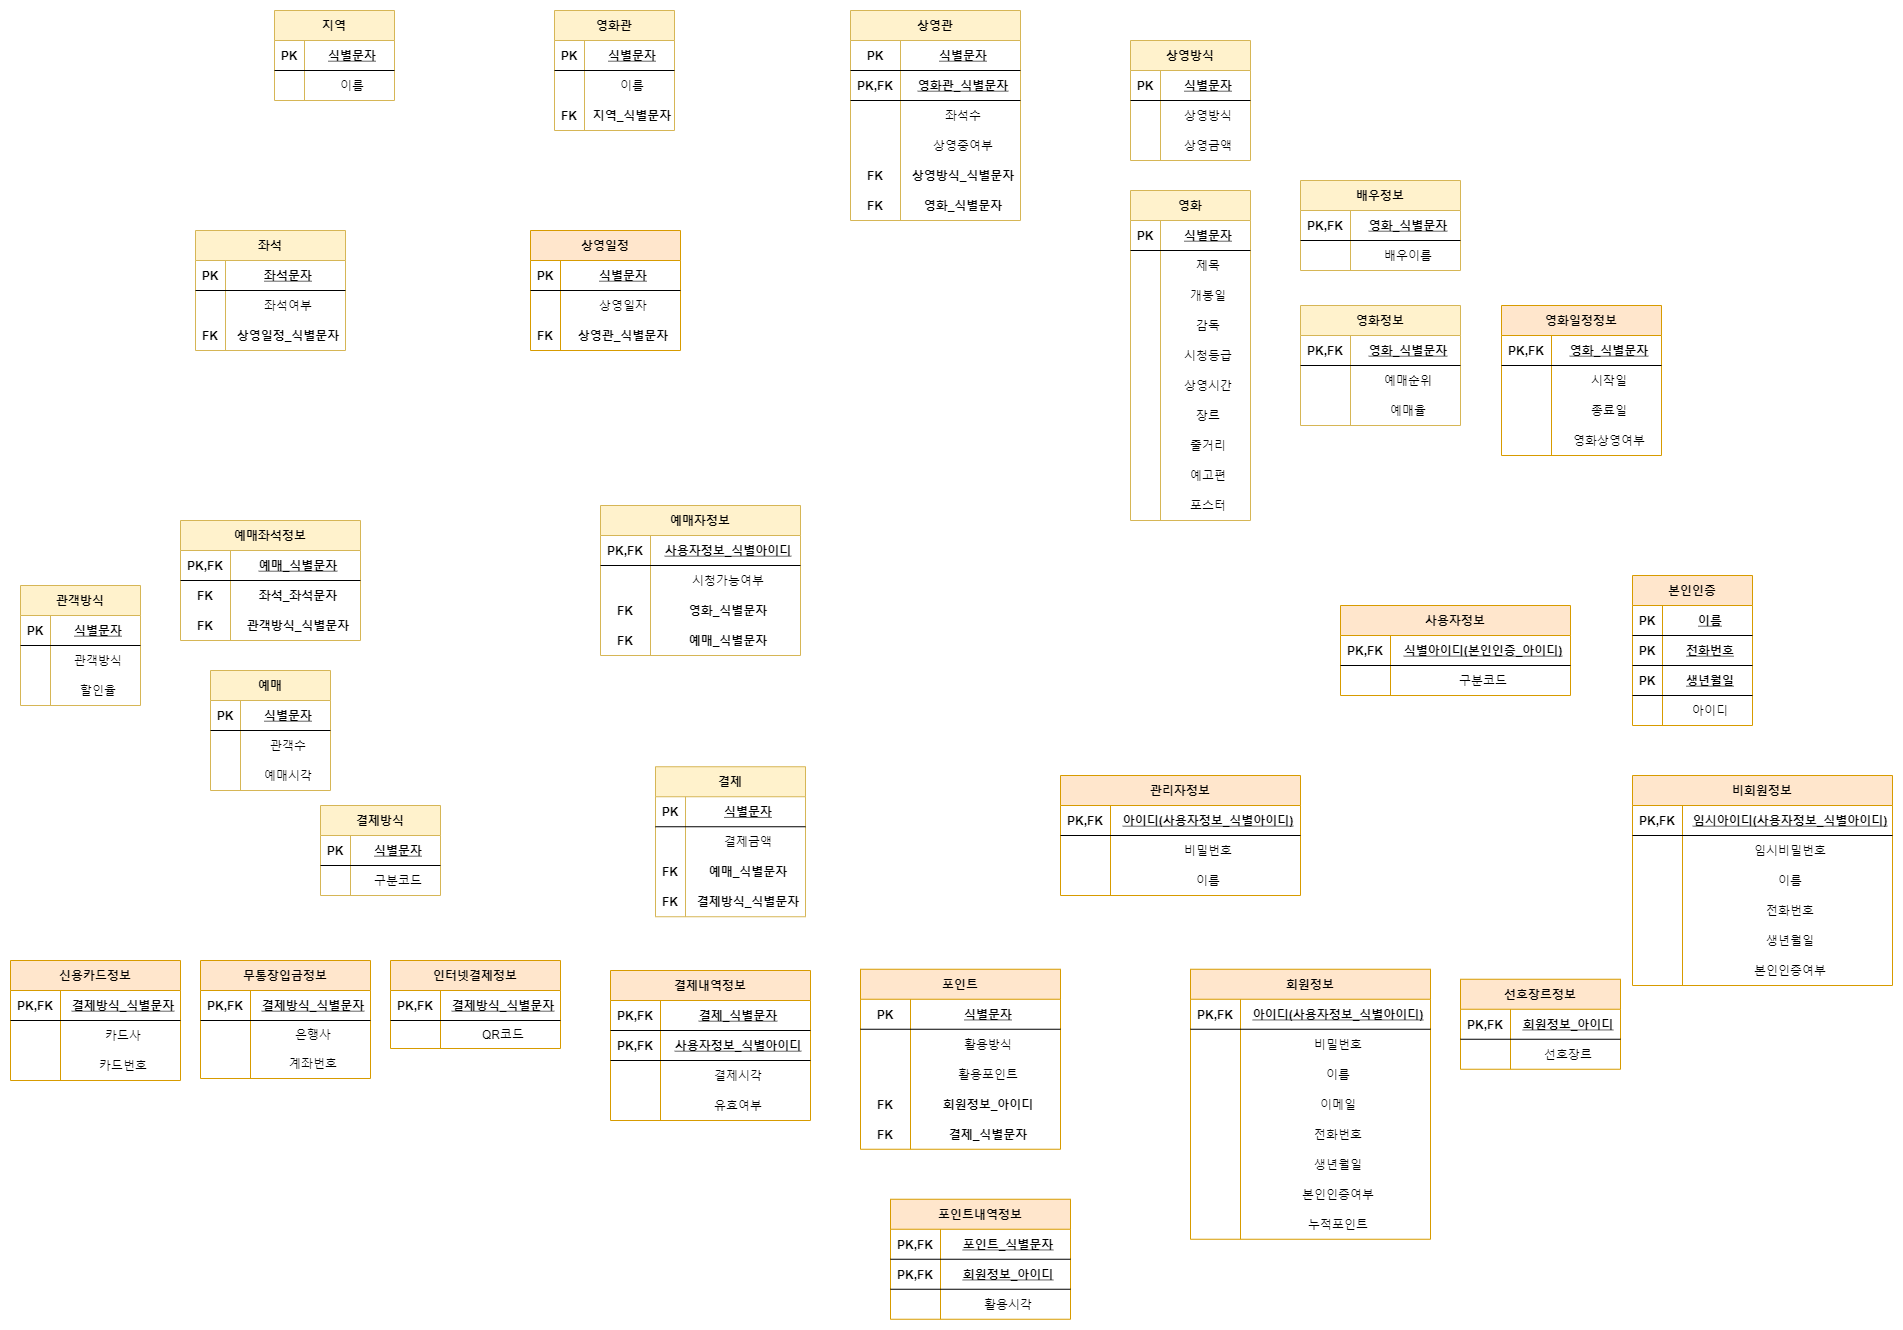 지역
PK 식별문자
이름
영화관
PK 식별문자
이름
FK 지역_식별문자
상영관
PK 식별문자
PK,FK 영화관_식별문자
좌석수
상영중여부
FK 상영방식_식별문자
FK 영화_식별문자
상영방식
PK 식별문자
상영방식
상영금액
좌석
PK 좌석문자
좌석여부
FK 상영일정_식별문자
상영일정
PK 식별문자
상영일자
FK 상영관_식별문자
영화
PK 식별문자
제목
개봉일
감독
시청등급
상영시간
장르
줄거리
예고편
포스터
배우정보
PK,FK 영화_식별문자
배우이름
영화정보
PK,FK 영화_식별문자
예매순위
예매율
영화일정정보
PK,FK 영화_식별문자
시작일
종료일
영화상영여부
관객방식
PK 식별문자
관객방식
할인율
예매좌석정보
PK,FK 예매_식별문자
FK 좌석_좌석문자
FK 관객방식_식별문자
예매
PK 식별문자
관객수
예매시각
결제방식
PK 식별문자
구분코드
예매자정보
PK,FK 사용자정보_식별아이디
시청가능여부
FK 영화_식별문자
FK 예매_식별문자
결제
PK 식별문자
결제금액
FK 예매_식별문자
FK 결제방식_식별문자
사용자정보
PK,FK 식별아이디(본인인증_아이디)
구분코드
본인인증
PK 이름
PK 전화번호
PK 생년월일
아이디
관리자정보
PK,FK 아이디(사용자정보_식별아이디)
비밀번호
이름
비회원정보
PK,FK 임시아이디(사용자정보_식별아이디)
임시비밀번호
이름
전화번호
생년월일
본인인증여부
신용카드정보
PK,FK 결제방식_식별문자
카드사
카드번호
무통장입금정보
PK,FK 결제방식_식별문자
은행사
계좌번호
인터넷결제정보
PK,FK 결제방식_식별문자
QR코드
결제내역정보
PK,FK 결제_식별문자
PK,FK 사용자정보_식별아이디
결제시각
유효여부
포인트
PK 식별문자
활용방식
활용포인트
FK 회원정보_아이디
FK 결제_식별문자
회원정보
PK,FK 아이디(사용자정보_식별아이디)
비밀번호
이름
이메일
전화번호
생년월일
본인인증여부
누적포인트
선호장르정보
PK,FK 회원정보_아이디
선호장르
포인트내역정보
PK,FK 포인트_식별문자
PK,FK 회원정보_아이디
활용시각